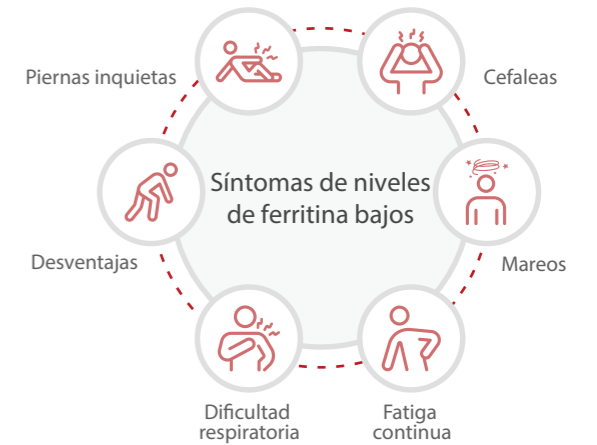 Piernas inquietas
Cefaleas
Síntomas de niveles
de ferritina bajos
Desventajas
Mareos
Dificultad
respiratoria
Fatiga
continua